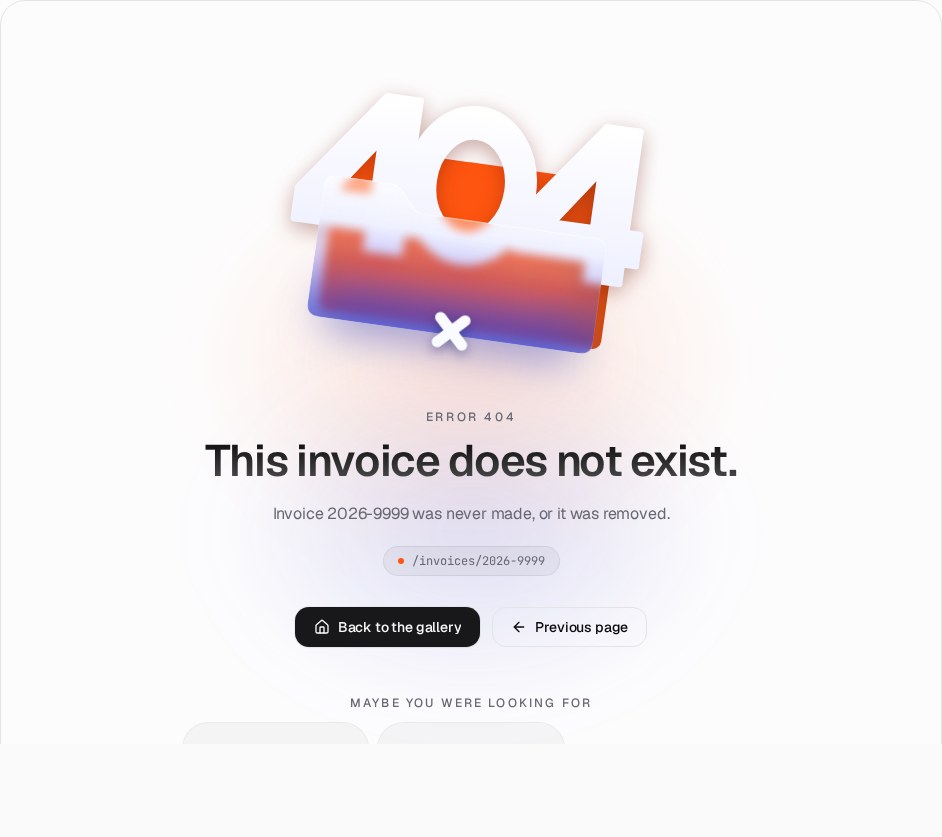 404
ERROR 404
This invoice does not exist.
Invoice 2026-9999 was never made, or it was removed.
/invoices/2026-9999
Back to the gallery
Previous page
MAYBE YOU WERE LOOKING FOR